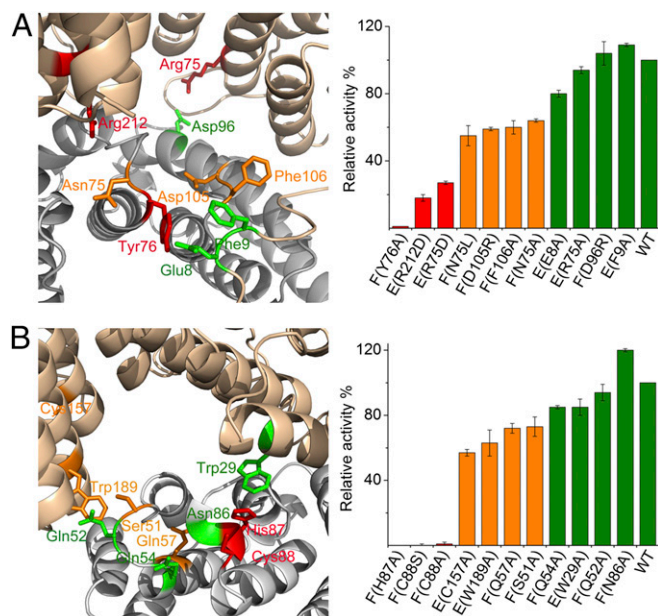 A
Arg75
Arg212
Asp96
Asn75
Asp105
Phe106
Tyr76
Phe9
Glu8
Relative activity %
120
80
40
F(Y76A)
E(R212D)
E(R75D)
F(N75L)
F(D105R)
F(F106A)
F(N75A)
E(E8A)
E(R75A)
F(D96R)
E(F9A)
WT
B
Cys157
Trp29
Trp189
Asn86
Ser51
His87
Gln52
Gln57
Gln54
Cys88
Relative activity %
120
80
40
F(H87A)
F(C88S)
F(C88A)
E(C157A)
E(W189A)
F(Q57A)
F(S51A)
F(Q54A)
E(W29A)
F(Q52A)
F(N86A)
WT